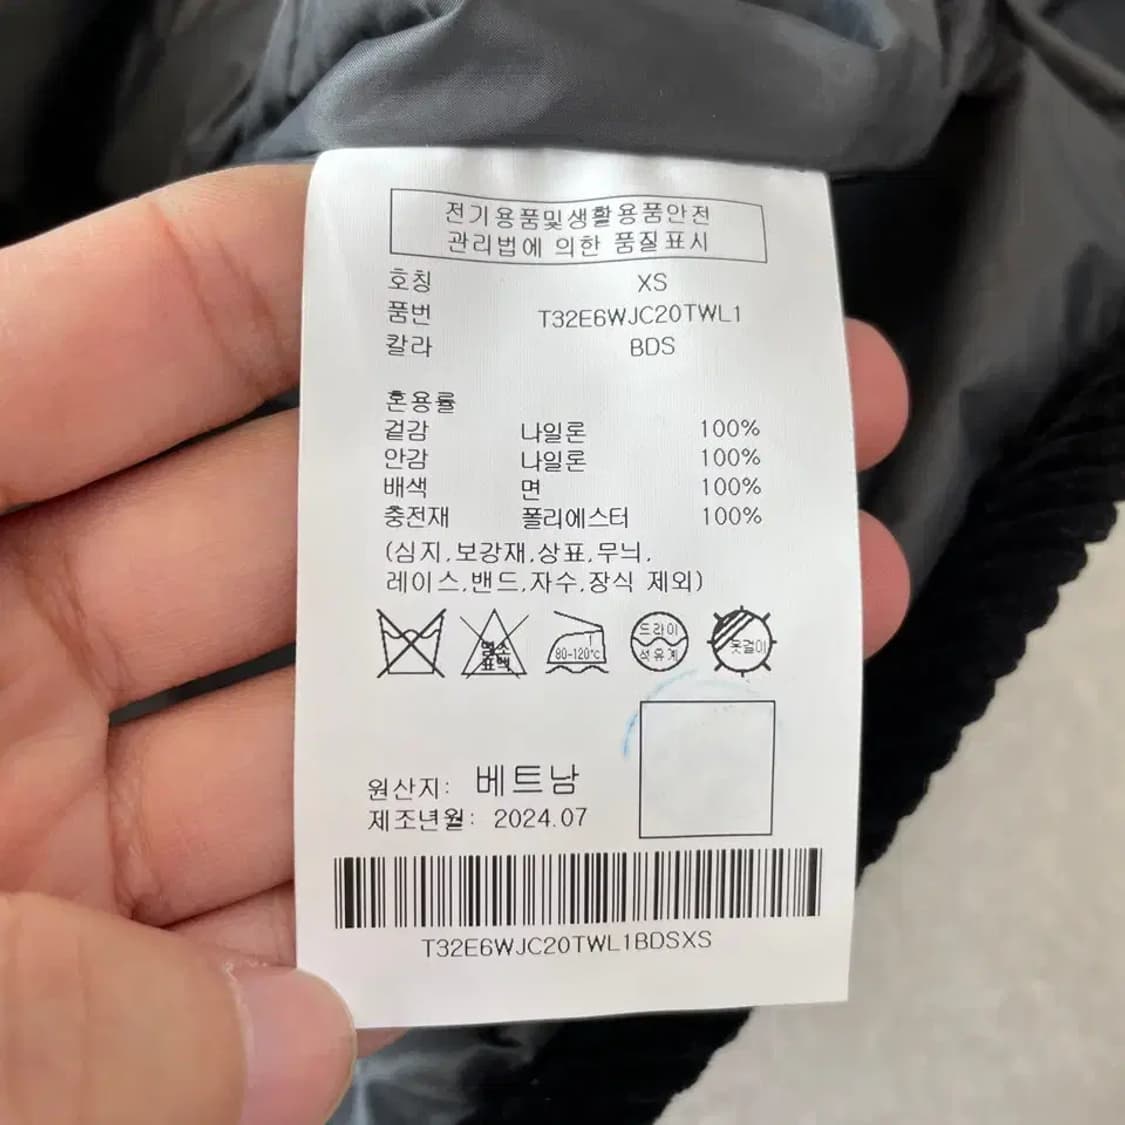 전기용품및생활용품안전
관리법에 의한 품질표시
호칭 XS
품번 T32E6WJC20TWL1
칼라 BDS
혼용률
겉감 나일론 100%
안감 나일론 100%
배색 면 100%
충전재 폴리에스터 100%
(심지,보강재,상표,무늬,
레이스,밴드,자수,장식 제외)
염소
표백
80-120°c
드라이
석유계
옷걸이
원산지: 베트남
제조년월: 2024.07
T32E6WJC20TWL1BDSXS